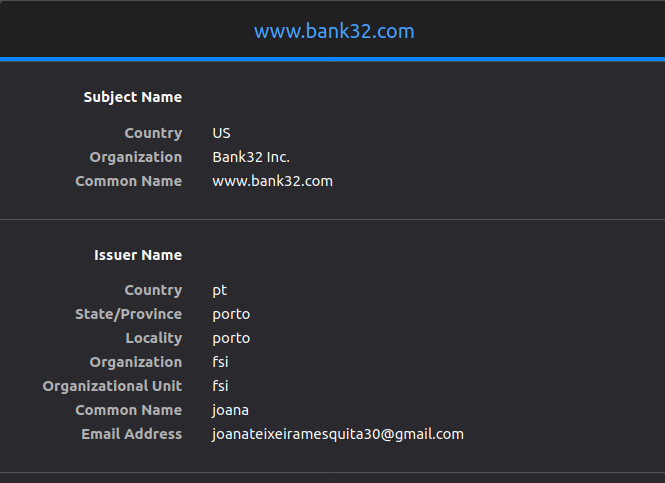 www.bank32.com
Subject Name
Country US
Organization Bank32 Inc.
Common Name www.bank32.com
Issuer Name
Country pt
State/Province porto
Locality porto
Organization fsi
Organizational Unit fsi
Common Name joana
Email Address joanateixeiramesquita30@gmail.com